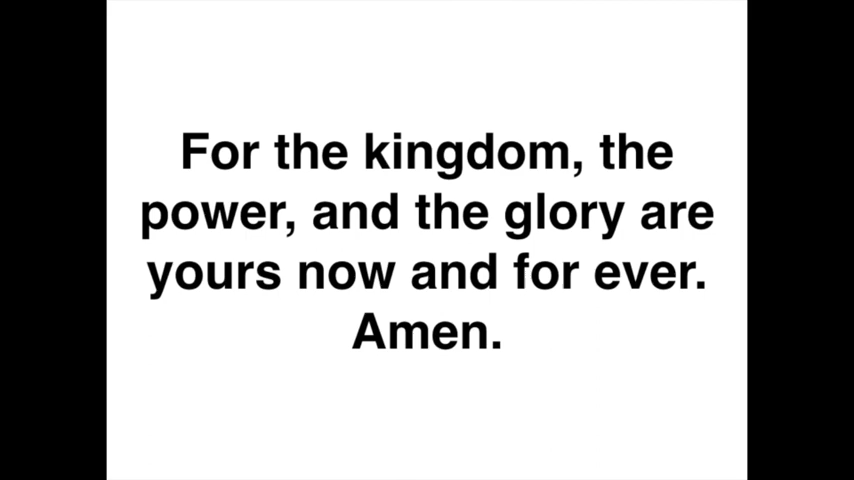 For the kingdom, the
power, and the glory are
yours now and for ever.
Amen.